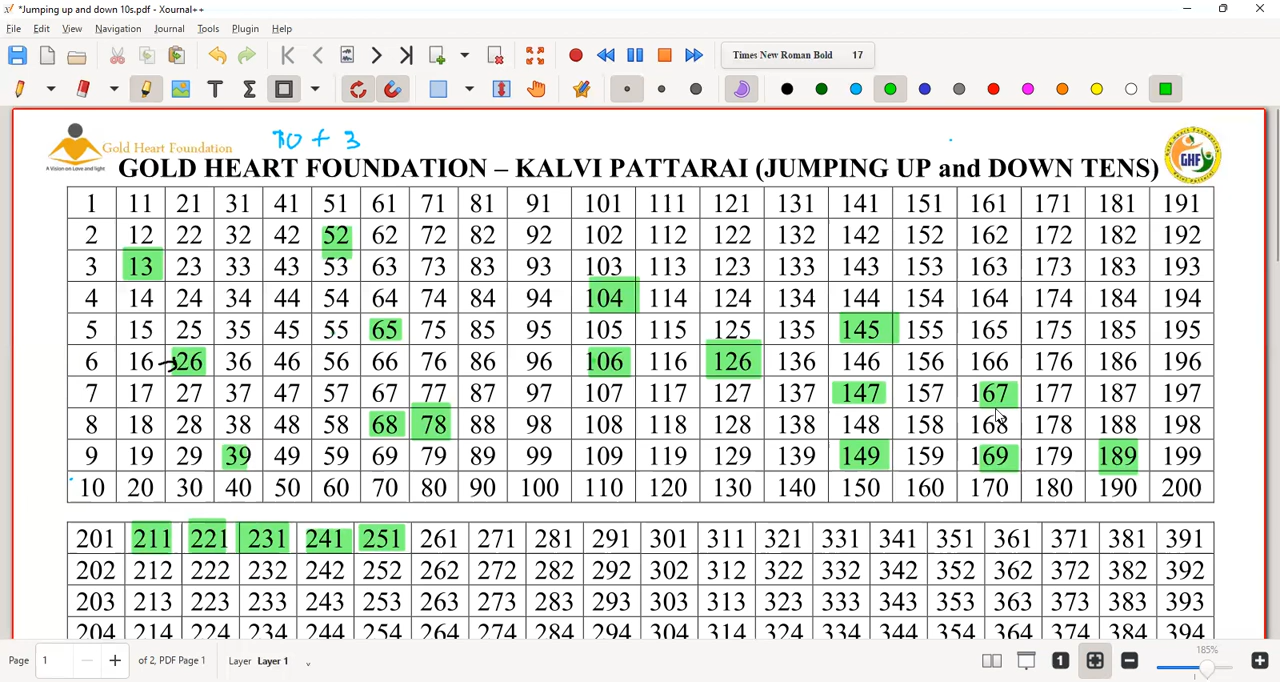 *Jumping up and down 10s.pdf - Xournal++
File Edit View Navigation Journal Tools Plugin Help
Times New Roman Bold 17
10 + 3
Gold Heart Foundation
A Vision of Love and light
GHF
GOLD HEART FOUNDATION – KALVI PATTARAI (JUMPING UP and DOWN TENS)
1 11 21 31 41 51 61 71 81 91 101 111 121 131 141 151 161 171 181 191
2 12 22 32 42 52 62 72 82 92 102 112 122 132 142 152 162 172 182 192
3 13 23 33 43 53 63 73 83 93 103 113 123 133 143 153 163 173 183 193
4 14 24 34 44 54 64 74 84 94 104 114 124 134 144 154 164 174 184 194
5 15 25 35 45 55 65 75 85 95 105 115 125 135 145 155 165 175 185 195
6 16 26 36 46 56 66 76 86 96 106 116 126 136 146 156 166 176 186 196
7 17 27 37 47 57 67 77 87 97 107 117 127 137 147 157 167 177 187 197
8 18 28 38 48 58 68 78 88 98 108 118 128 138 148 158 168 178 188 198
9 19 29 39 49 59 69 79 89 99 109 119 129 139 149 159 169 179 189 199
10 20 30 40 50 60 70 80 90 100 110 120 130 140 150 160 170 180 190 200
201 211 221 231 241 251 261 271 281 291 301 311 321 331 341 351 361 371 381 391
202 212 222 232 242 252 262 272 282 292 302 312 322 332 342 352 362 372 382 392
203 213 223 233 243 253 263 273 283 293 303 313 323 333 343 353 363 373 383 393
204 214 224 234 244 254 264 274 284 294 304 314 324 334 344 354 364 374 384 394
Page 1 of 2, PDF Page 1 Layer Layer 1 185%